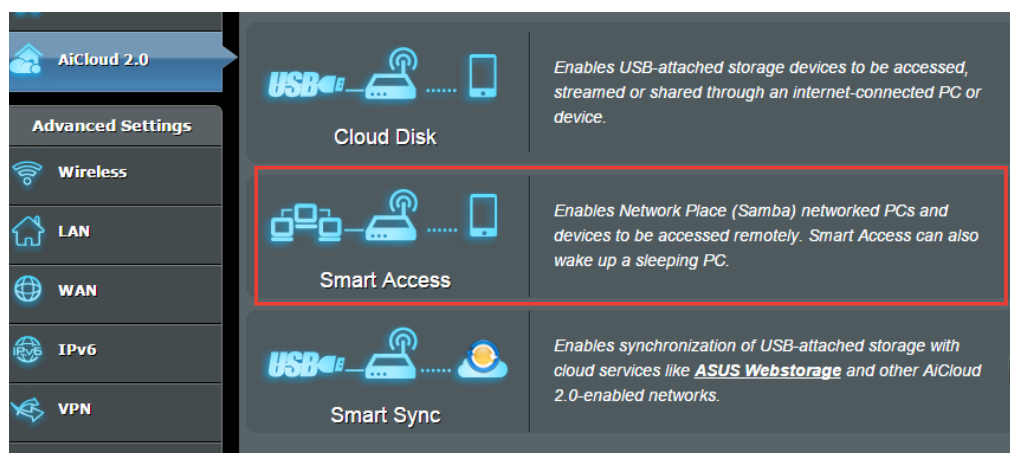 AiCloud 2.0
Advanced Settings
Wireless
LAN
WAN
IPv6
VPN
USB
Cloud Disk
Enables USB-attached storage devices to be accessed,
streamed or shared through an internet-connected PC or
device.
Smart Access
Enables Network Place (Samba) networked PCs and
devices to be accessed remotely. Smart Access can also
wake up a sleeping PC.
USB
Smart Sync
Enables synchronization of USB-attached storage with
cloud services like ASUS Webstorage and other AiCloud
2.0-enabled networks.